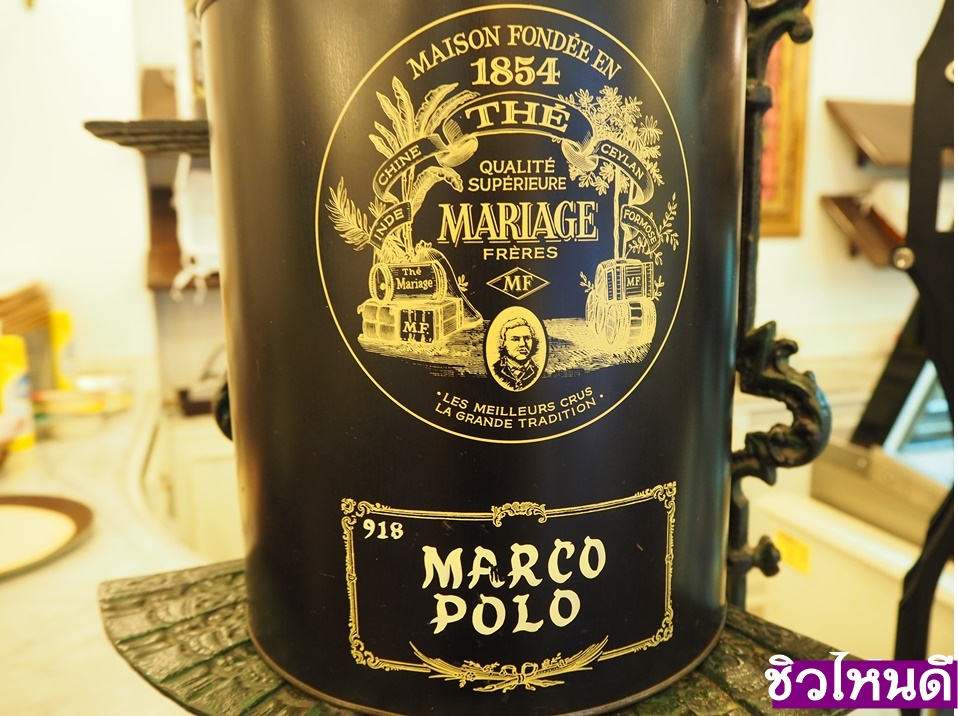 MAISON FONDÉE EN
1854
THÉ
CHINE
CEYLAN
INDE
FORMOSE
QUALITÉ
SUPÉRIEURE
MARIAGE
FRÈRES
MF
Thé
Mariage
M.F
MF
• LES MEILLEURS CRUS
LA GRANDE TRADITION •
918
MARCO
POLO
ชิวไหนดี